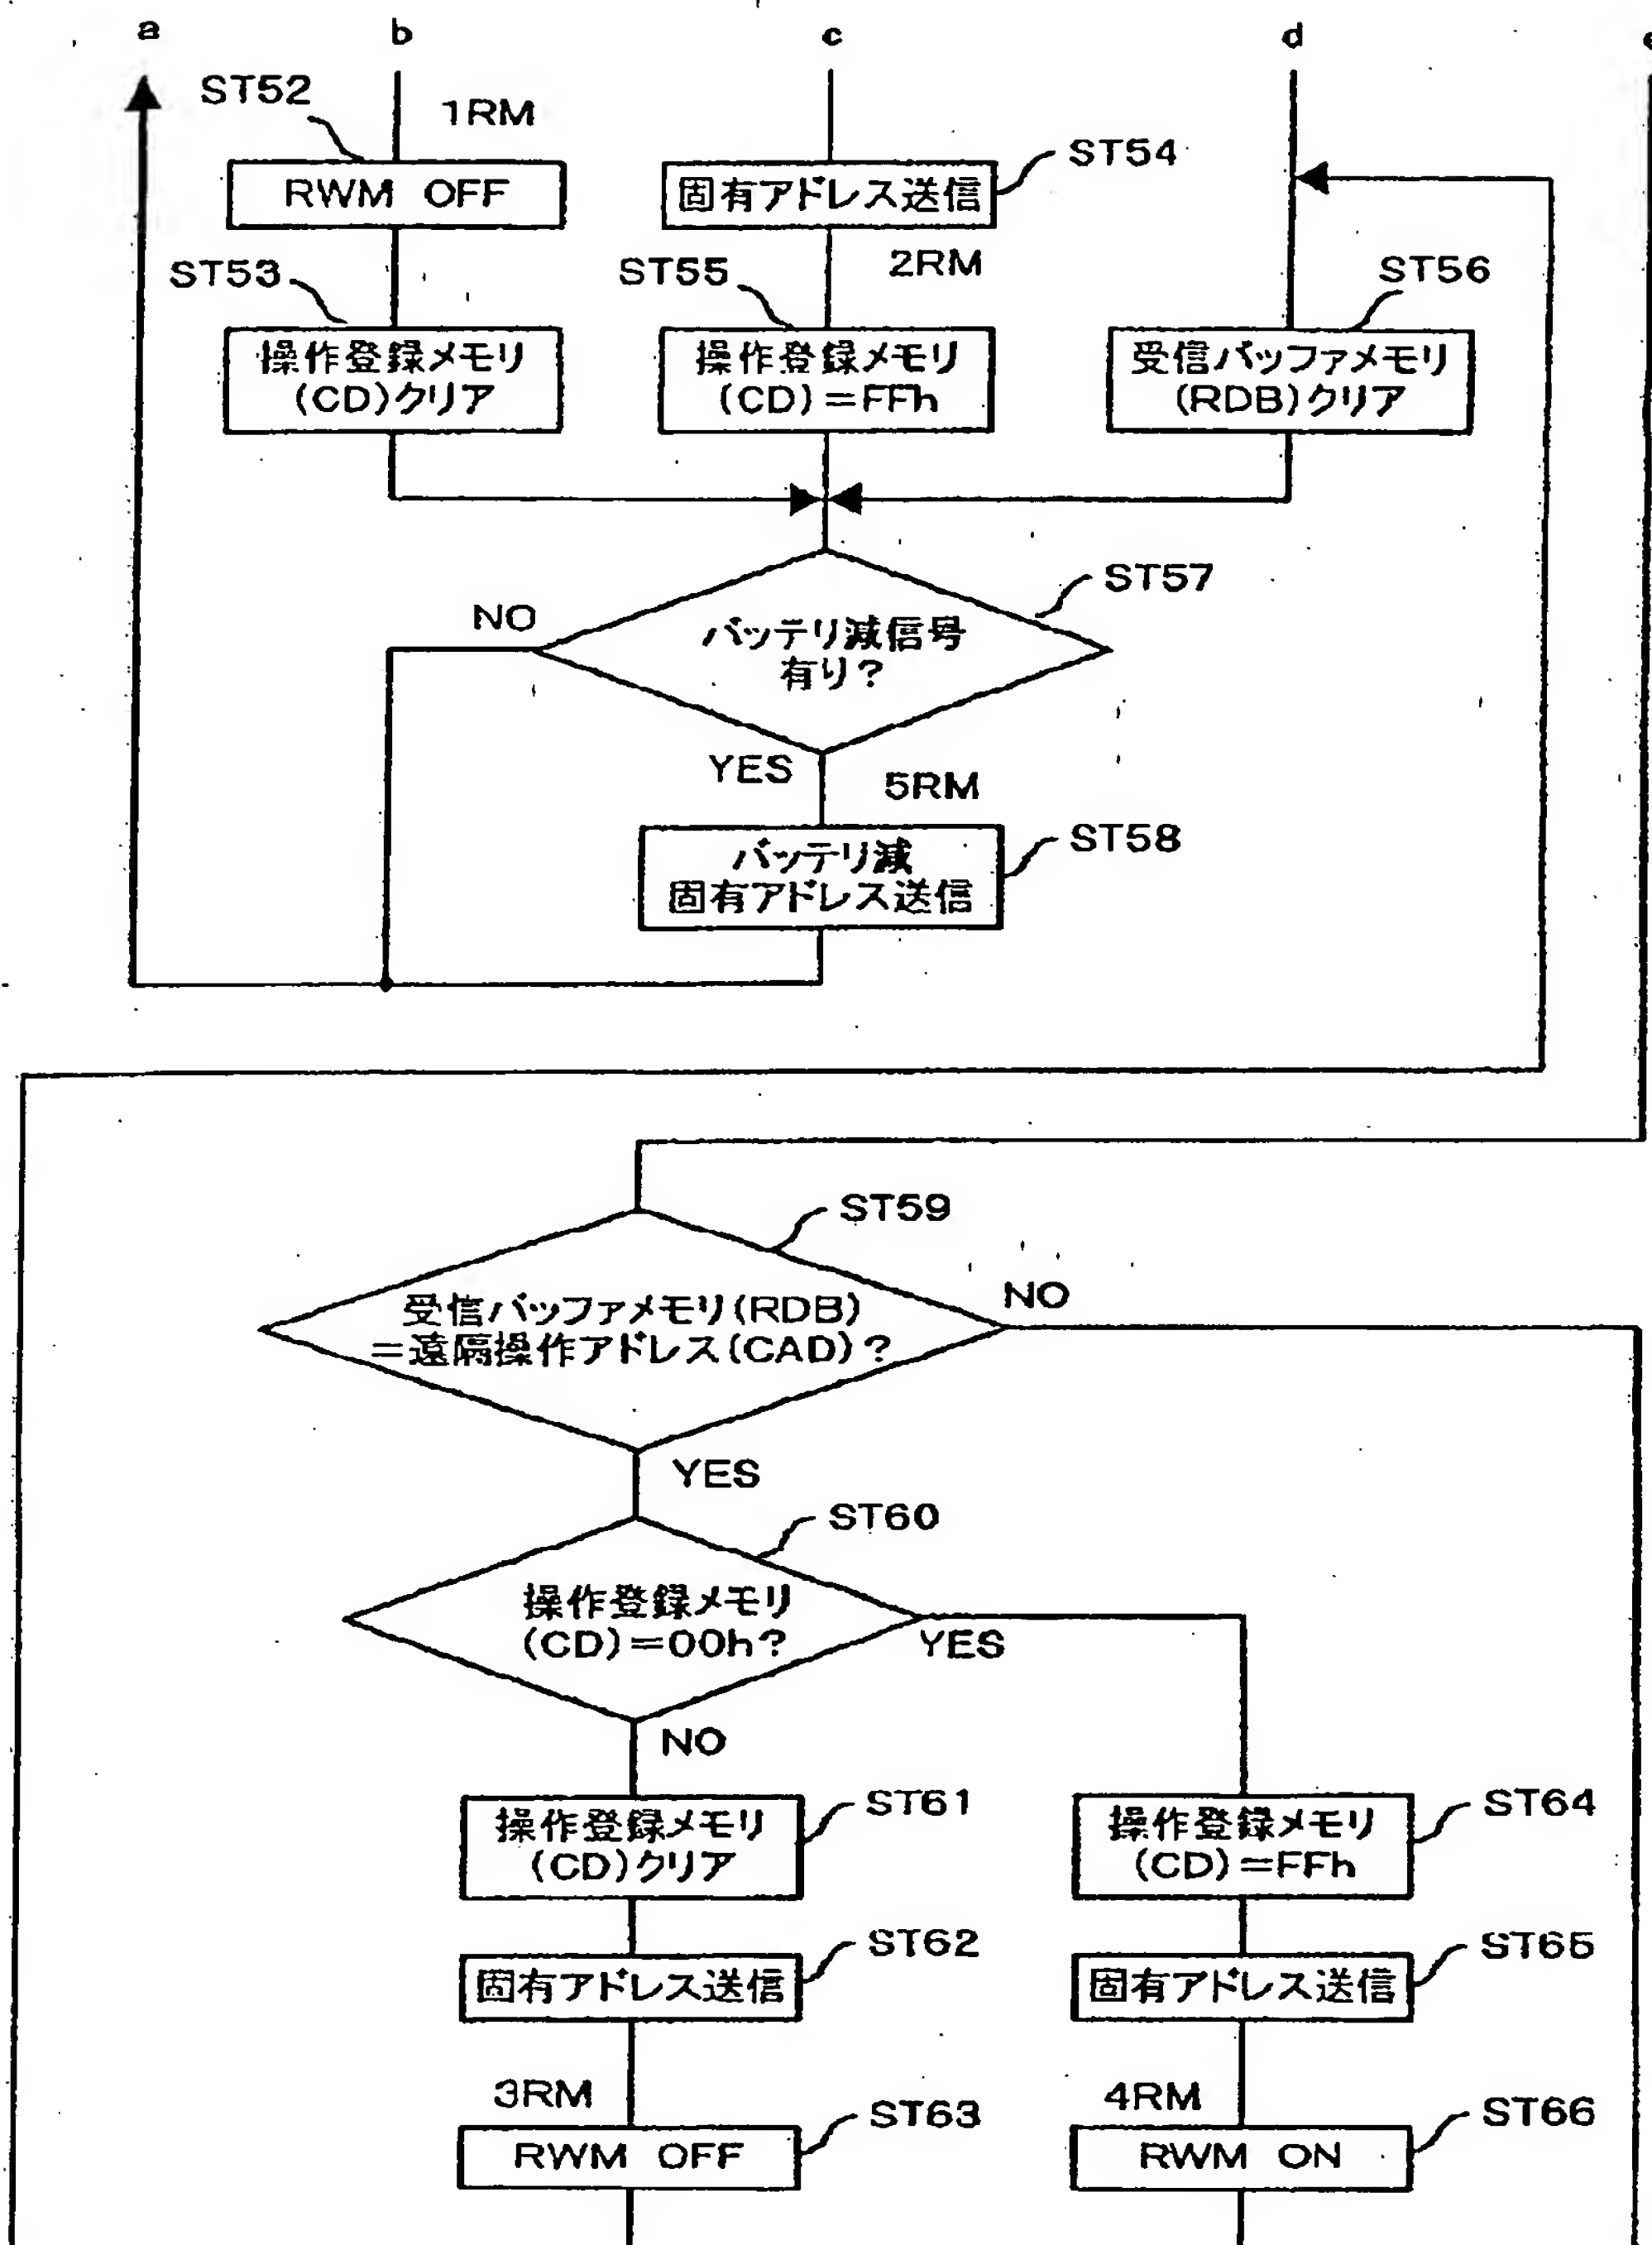 a
b
c
d
ST52
1RM
RWM OFF
ST54
固有アドレス送信
2RM
ST53
操作登録メモリ
(CD)クリア
ST55
操作登録メモリ
(CD)=FFh
ST56
受信バッファメモリ
(RDB)クリア
ST57
バッテリ減信号
有り?
NO
YES
5RM
ST58
バッテリ減
固有アドレス送信
ST59
受信バッファメモリ(RDB)
=遠隔操作アドレス(CAD)?
NO
YES
ST60
操作登録メモリ
(CD)=00h?
YES
NO
ST61
操作登録メモリ
(CD)クリア
ST64
操作登録メモリ
(CD)=FFh
ST62
固有アドレス送信
ST65
固有アドレス送信
3RM
ST63
RWM OFF
4RM
ST66
RWM ON